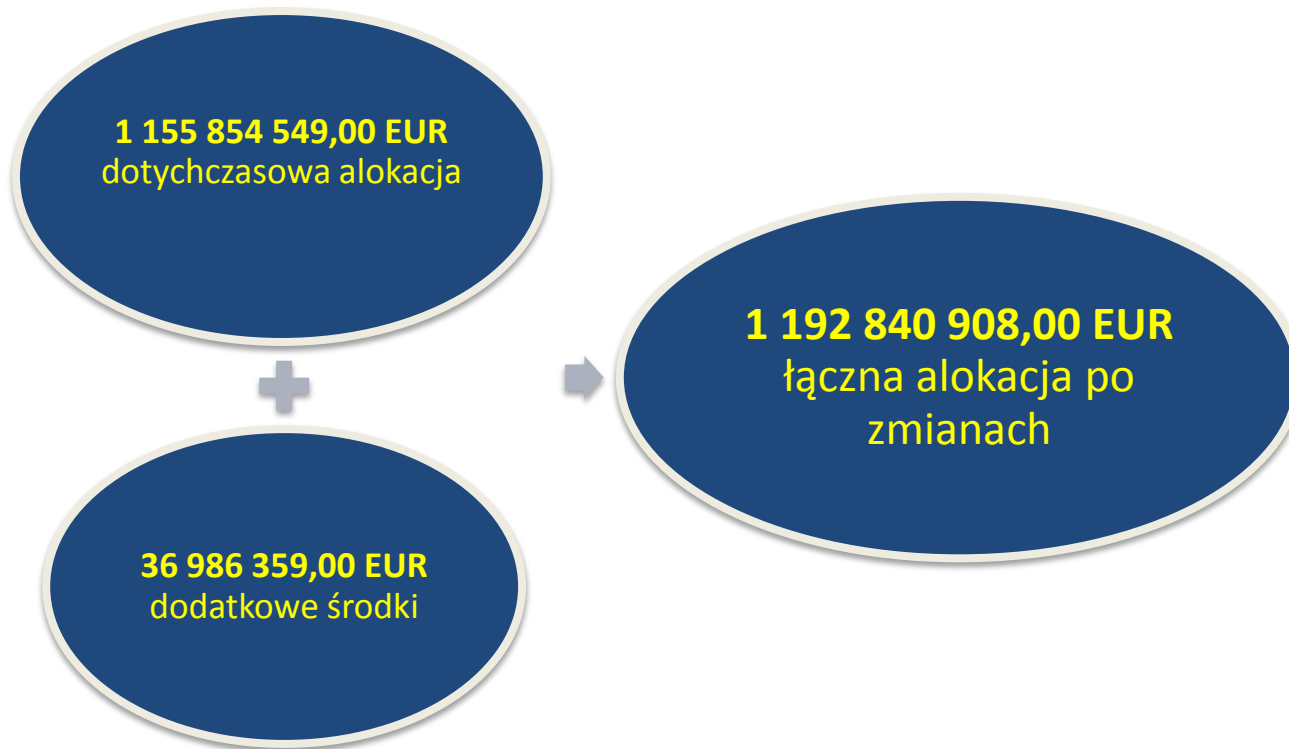 1 155 854 549,00 EUR
dotychczasowa alokacja
36 986 359,00 EUR
dodatkowe środki
1 192 840 908,00 EUR
łączna alokacja po
zmianach